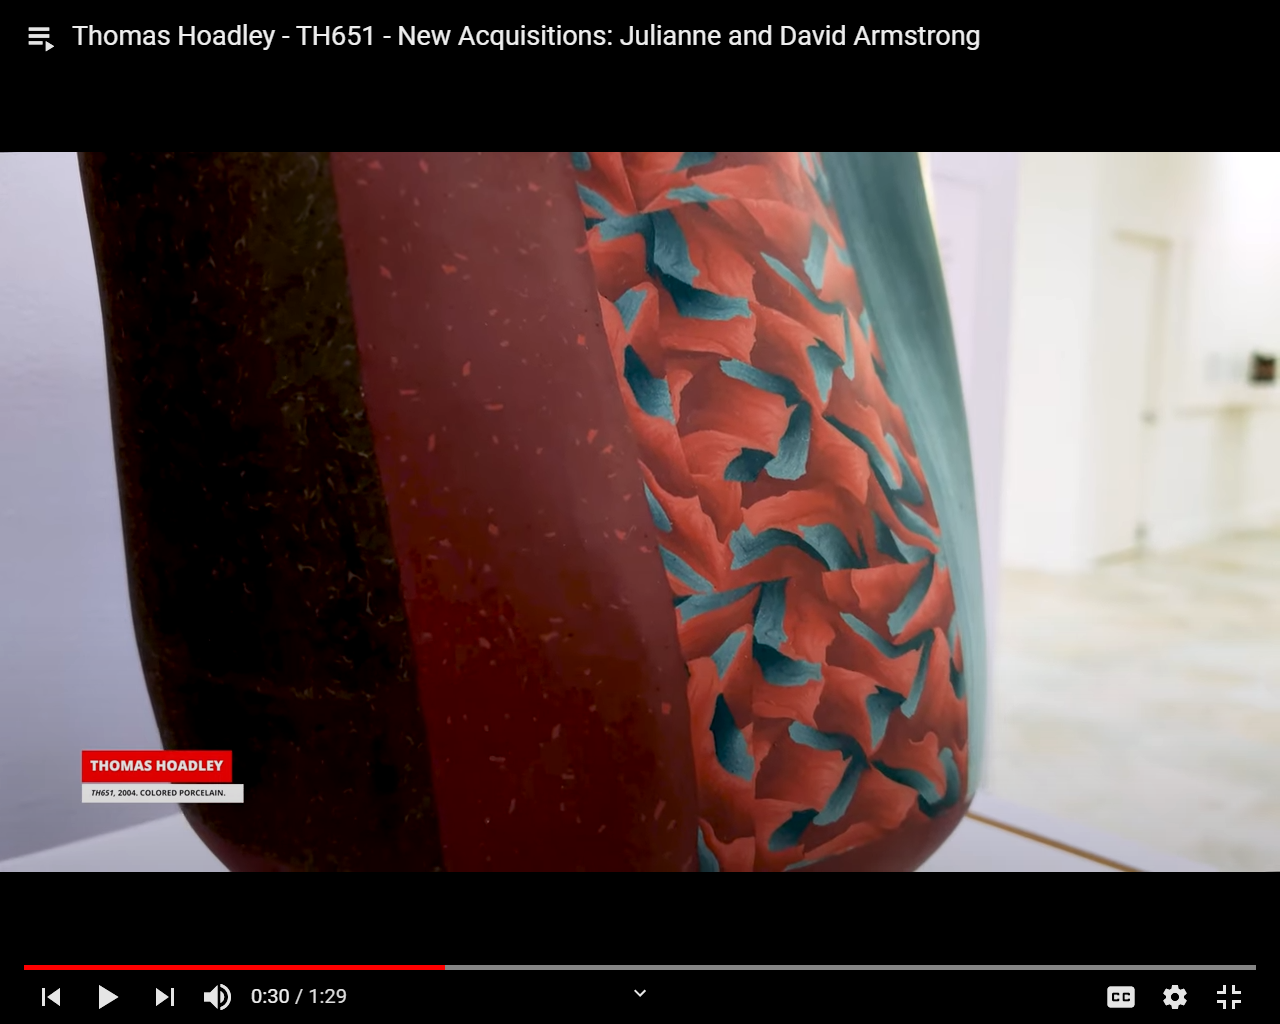 Thomas Hoadley - TH651 - New Acquisitions: Julianne and David Armstrong
THOMAS HOADLEY
TH651, 2004. COLORED PORCELAIN.
0:30 / 1:29
CC